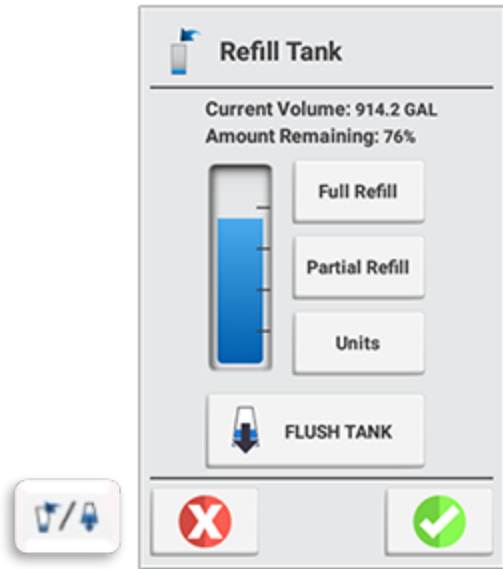 Refill Tank
Current Volume: 914.2 GAL
Amount Remaining: 76%
Full Refill
Partial Refill
Units
FLUSH TANK
/